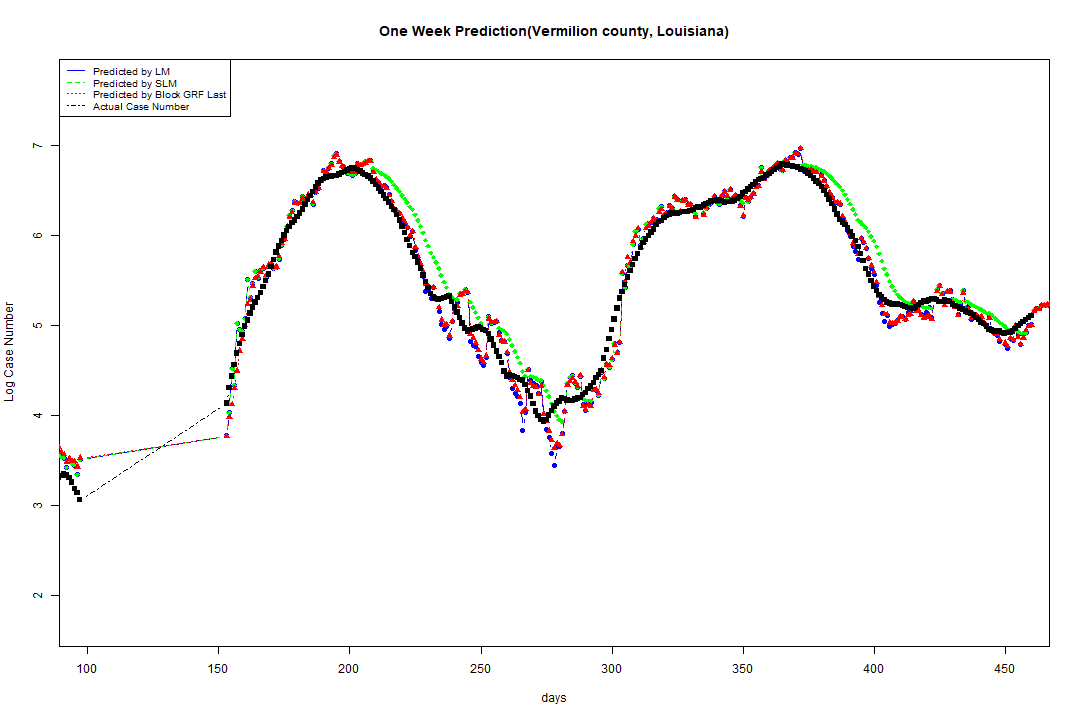 One Week Prediction(Vermilion county, Louisiana)
Predicted by LM
Predicted by SLM
Predicted by Block GRF Last
Actual Case Number
7
6
5
4
3
2
Log Case Number
100 150 200 250 300 350 400 450
days